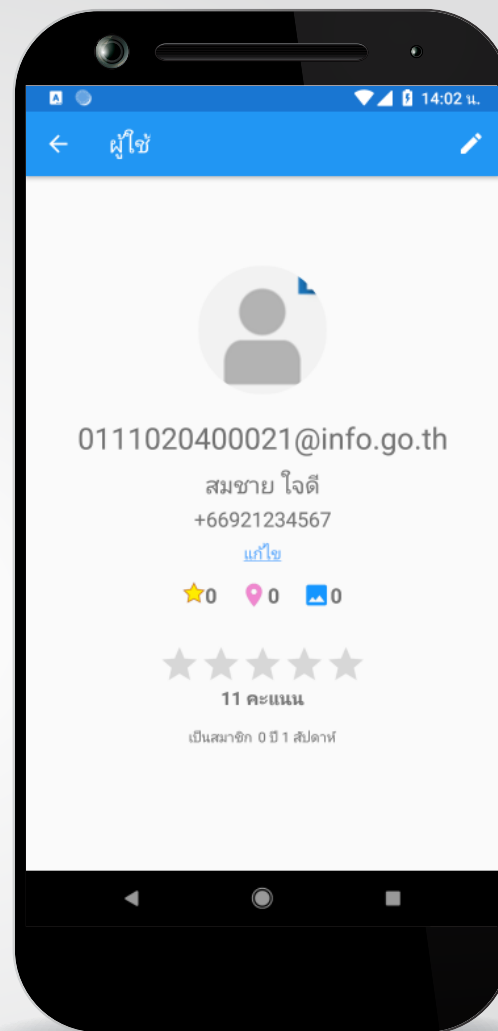 14:02 น.
ผู้ใช้
0111020400021@info.go.th
สมชาย ใจดี
+66921234567
แก้ไข
0 0 0
11 คะแนน
เป็นสมาชิก 0 ปี 1 สัปดาห์